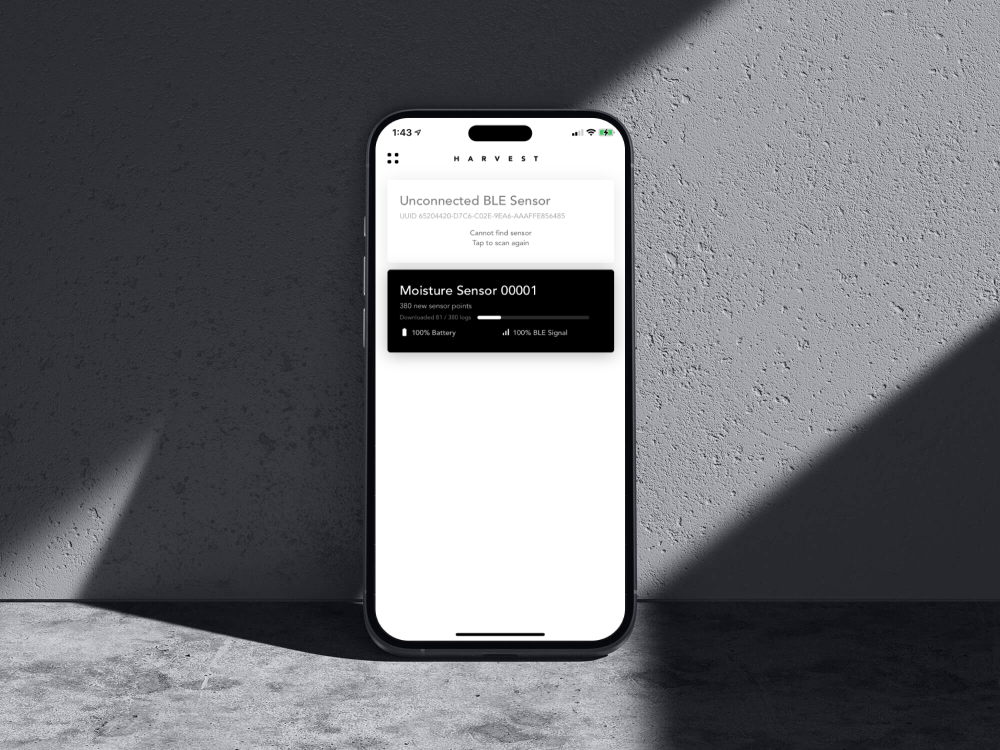 1:43
HARVEST
Unconnected BLE Sensor
UUID 65204420-D7C6-C02E-9EA6-AAAFFE856485
Cannot find sensor
Tap to scan again
Moisture Sensor 00001
380 new sensor points
Downloaded 81 / 380 logs
100% Battery
100% BLE Signal